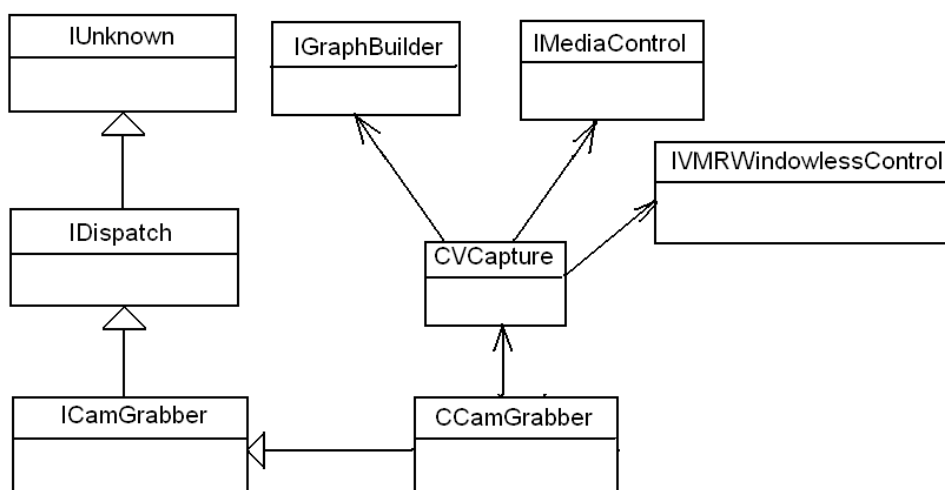 IUnknown
IGraphBuilder
IMediaControl
IVMRWindowlessControl
IDispatch
CVCapture
ICamGrabber
CCamGrabber